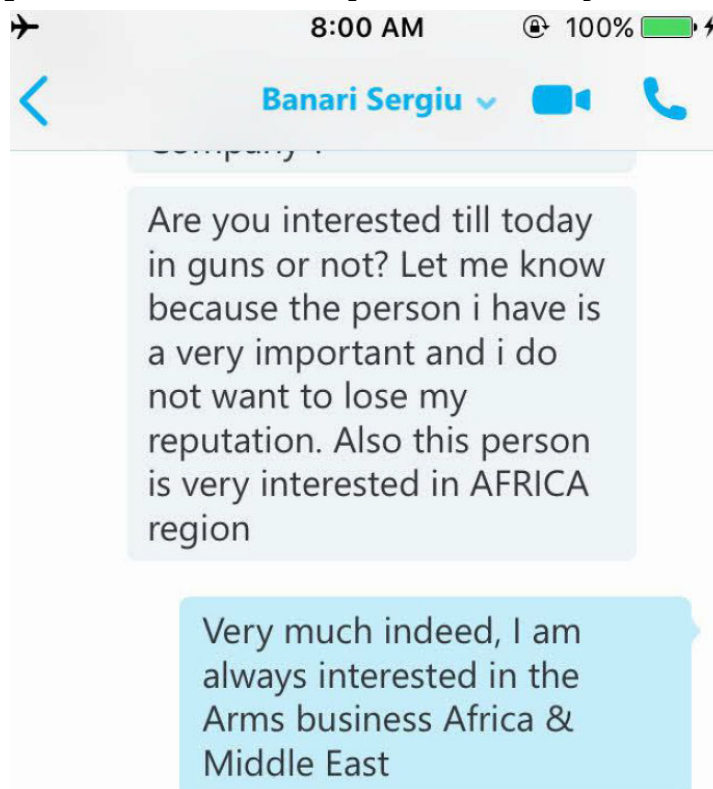 8:00 AM 100%
Banari Sergiu
Are you interested till today
in guns or not? Let me know
because the person i have is
a very important and i do
not want to lose my
reputation. Also this person
is very interested in AFRICA
region
Very much indeed, I am
always interested in the
Arms business Africa &
Middle East